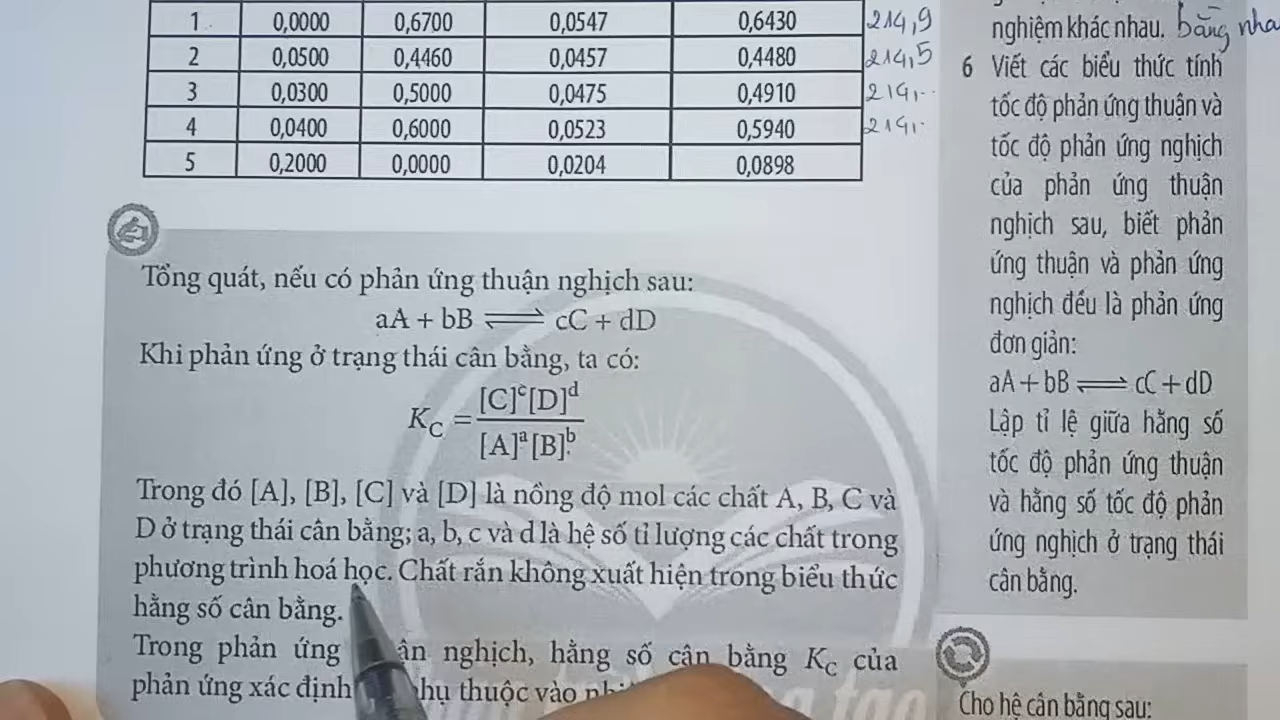 1 0,0000 0,6700 0,0547 0,6430 214,9
2 0,0500 0,4460 0,0457 0,4480 214,5
3 0,0300 0,5000 0,0475 0,4910 214,..
4 0,0400 0,6000 0,0523 0,5940 214,.
5 0,2000 0,0000 0,0204 0,0898
Tổng quát, nếu có phản ứng thuận nghịch sau:
aA + bB ⇌ cC + dD
Khi phản ứng ở trạng thái cân bằng, ta có:
K_C = [C]^c[D]^d / [A]^a[B]^b
Trong đó [A], [B], [C] và [D] là nồng độ mol các chất A, B, C và
D ở trạng thái cân bằng; a, b, c và d là hệ số tỉ lượng các chất trong
phương trình hoá học. Chất rắn không xuất hiện trong biểu thức
hằng số cân bằng.
Trong phản ứng nghịch, hằng số cân bằng K_C của
phản ứng xác định thuộc vào
tạo
nghiệm khác nhau. bằng nha
6 Viết các biểu thức tính
tốc độ phản ứng thuận và
tốc độ phản ứng nghịch
của phản ứng thuận
nghịch sau, biết phản
ứng thuận và phản ứng
nghịch đều là phản ứng
đơn giản:
aA + bB ⇌ cC + dD
Lập tỉ lệ giữa hằng số
tốc độ phản ứng thuận
và hằng số tốc độ phản
ứng nghịch ở trạng thái
cân bằng.
Cho hệ cân bằng sau: